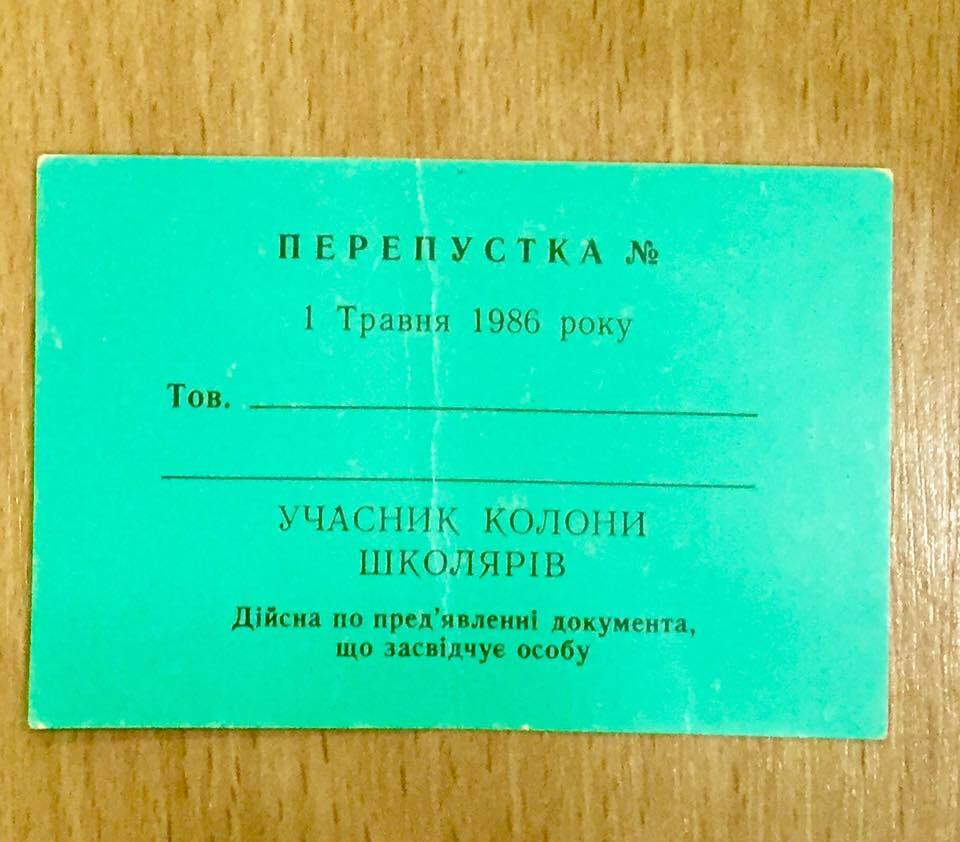 ПЕРЕПУСТКА №
1 Травня 1986 року
Тов.
УЧАСНИК КОЛОНИ
ШКОЛЯРІВ
Дійсна по пред'явленні документа,
що засвідчує особу